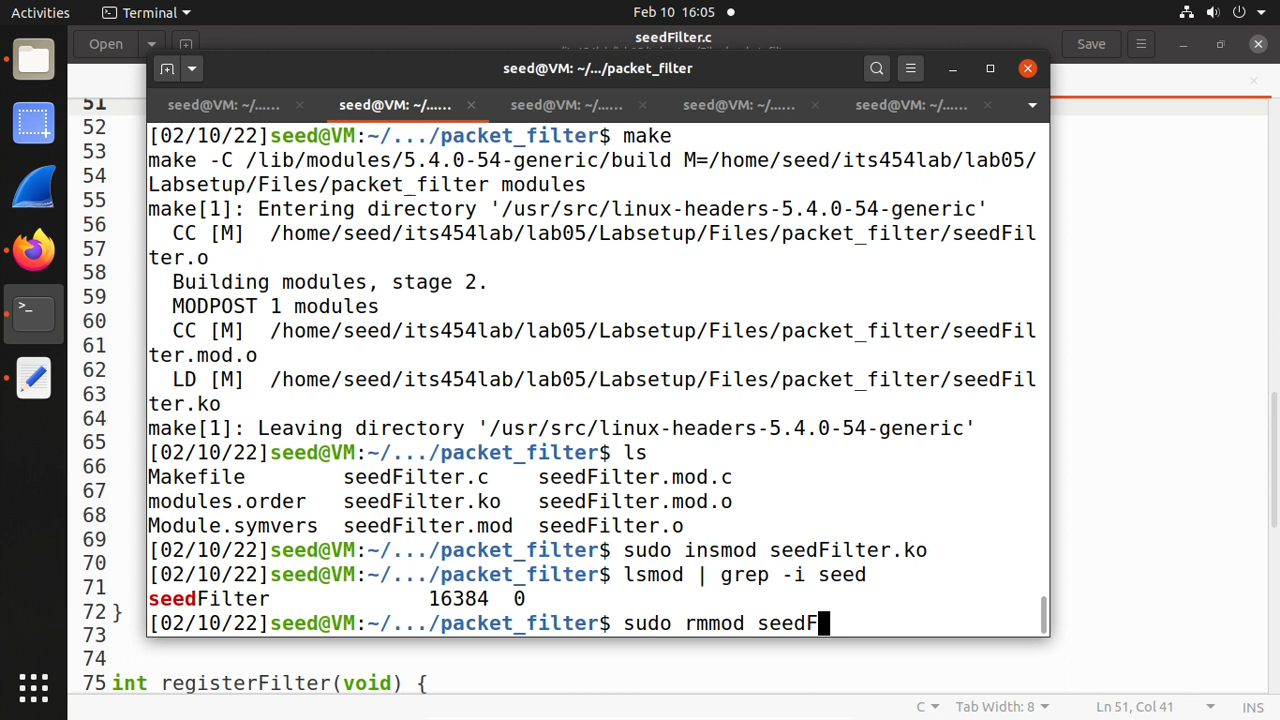 Activities Terminal Feb 10 16:05
Open seedFilter.c Save
seed@VM: ~/.../packet_filter
seed@VM: ~/...... seed@VM: ~/...... seed@VM: ~/...... seed@VM: ~/...... seed@VM: ~/......
51
52
53
54
55
56
57
58
59
60
61
62
63
64
65
66
67
68
69
70
71
72 }
73
74
75 int registerFilter(void) {
[02/10/22]seed@VM:~/.../packet_filter$ make
make -C /lib/modules/5.4.0-54-generic/build M=/home/seed/its454lab/lab05/
Labsetup/Files/packet_filter modules
make[1]: Entering directory '/usr/src/linux-headers-5.4.0-54-generic'
CC [M] /home/seed/its454lab/lab05/Labsetup/Files/packet_filter/seedFil
ter.o
Building modules, stage 2.
MODPOST 1 modules
CC [M] /home/seed/its454lab/lab05/Labsetup/Files/packet_filter/seedFil
ter.mod.o
LD [M] /home/seed/its454lab/lab05/Labsetup/Files/packet_filter/seedFil
ter.ko
make[1]: Leaving directory '/usr/src/linux-headers-5.4.0-54-generic'
[02/10/22]seed@VM:~/.../packet_filter$ ls
Makefile seedFilter.c seedFilter.mod.c
modules.order seedFilter.ko seedFilter.mod.o
Module.symvers seedFilter.mod seedFilter.o
[02/10/22]seed@VM:~/.../packet_filter$ sudo insmod seedFilter.ko
[02/10/22]seed@VM:~/.../packet_filter$ lsmod | grep -i seed
seedFilter 16384 0
[02/10/22]seed@VM:~/.../packet_filter$ sudo rmmod seedF
C Tab Width: 8 Ln 51, Col 41 INS